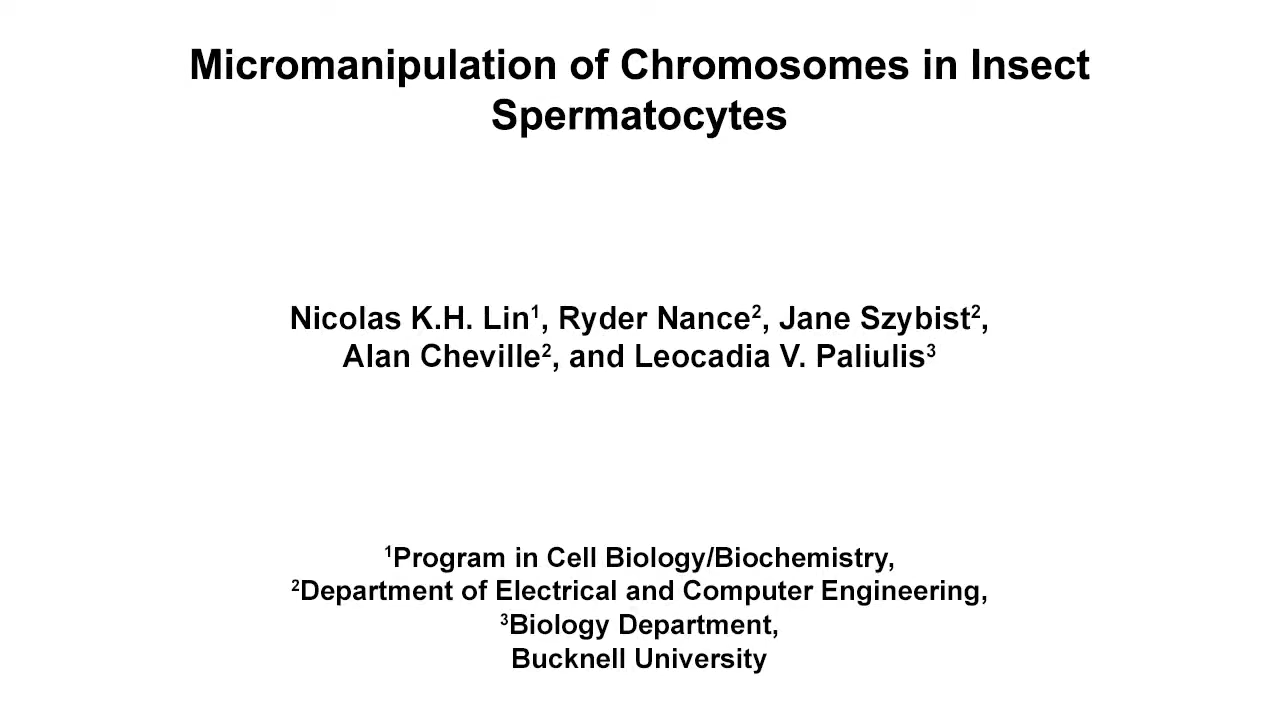 Micromanipulation of Chromosomes in Insect
Spermatocytes
Nicolas K.H. Lin¹, Ryder Nance², Jane Szybist²,
Alan Cheville², and Leocadia V. Paliulis³
¹Program in Cell Biology/Biochemistry,
²Department of Electrical and Computer Engineering,
³Biology Department,
Bucknell University